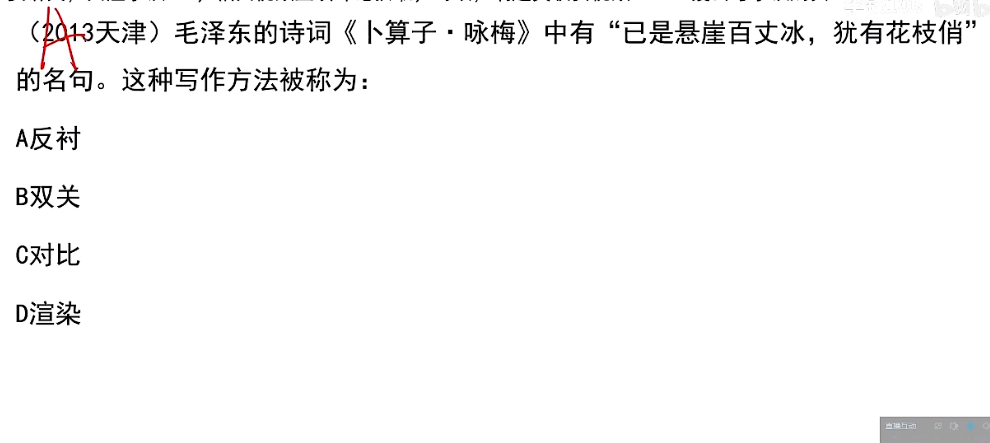 A
（2013天津）毛泽东的诗词《卜算子·咏梅》中有“已是悬崖百丈冰，犹有花枝俏”
的名句。这种写作方法被称为：
A反衬
B双关
C对比
D渲染
直播互动